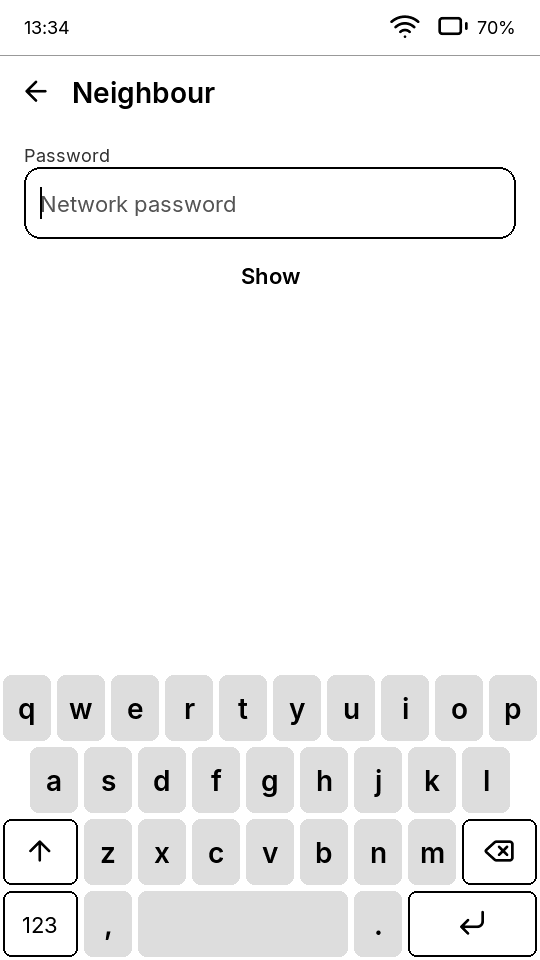 13:34 70%
Neighbour
Password
Network password
Show
q w e r t y u i o p
a s d f g h j k l
z x c v b n m
123 , .